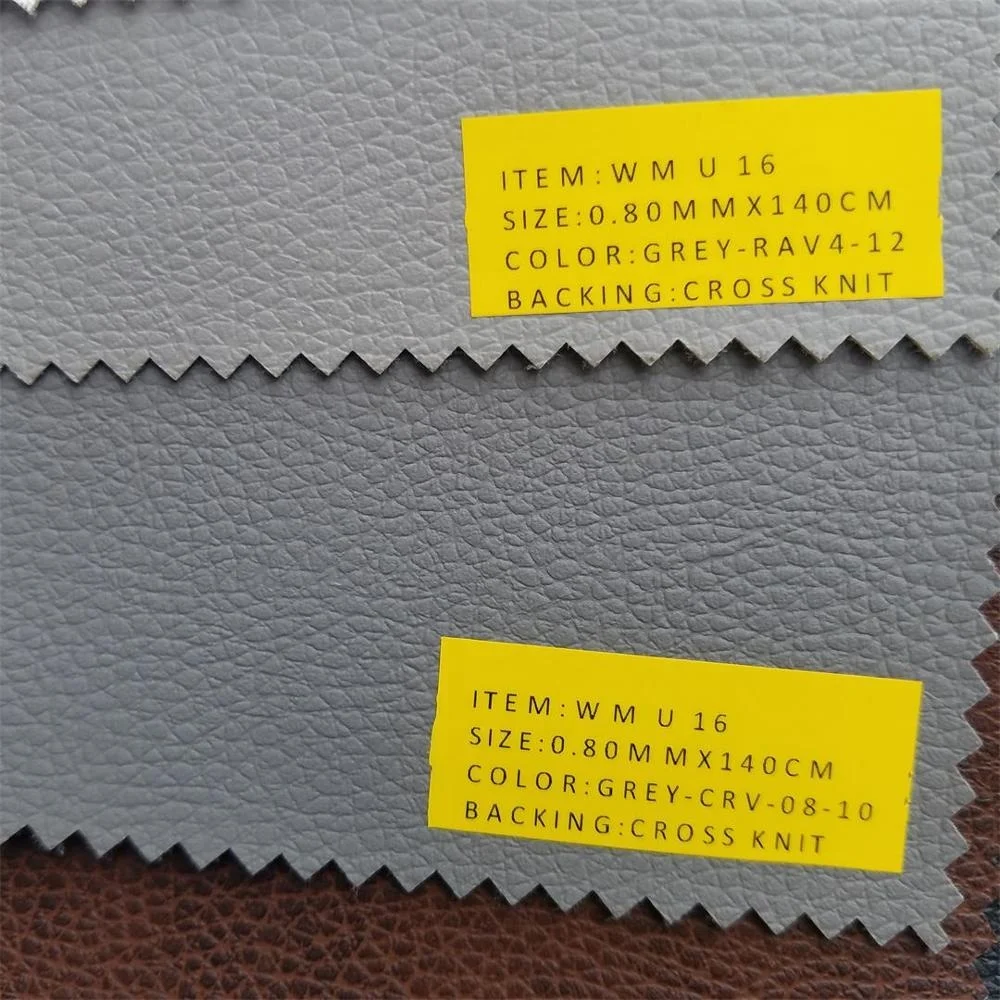 ITEM:WM U 16
SIZE:0.80MMX140CM
COLOR:GREY-RAV4-12
BACKING:CROSS KNIT
ITEM:WM U 16
SIZE:0.80MMX140CM
COLOR:GREY-CRV-08-10
BACKING:CROSS KNIT